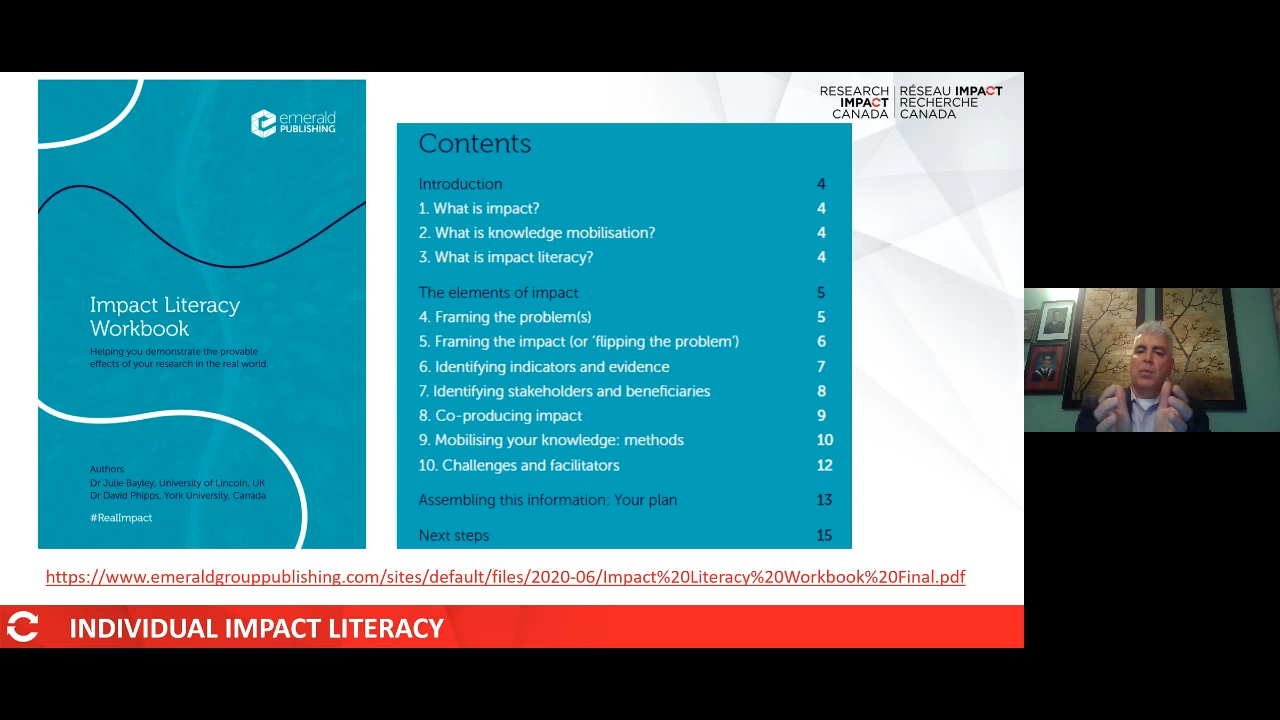 emerald
PUBLISHING
Impact Literacy
Workbook
Helping you demonstrate the provable
effects of your research in the real world.
Authors
Dr Julie Bayley, University of Lincoln, UK
Dr David Phipps, York University, Canada
#RealImpact
RESEARCH
IMPACT
CANADA
RÉSEAU IMPACT
RECHERCHE
CANADA
Contents
Introduction 4
1. What is impact? 4
2. What is knowledge mobilisation? 4
3. What is impact literacy? 4
The elements of impact 5
4. Framing the problem(s) 5
5. Framing the impact (or ‘flipping the problem’) 6
6. Identifying indicators and evidence 7
7. Identifying stakeholders and beneficiaries 8
8. Co-producing impact 9
9. Mobilising your knowledge: methods 10
10. Challenges and facilitators 12
Assembling this information: Your plan 13
Next steps 15
https://www.emeraldgrouppublishing.com/sites/default/files/2020-06/Impact%20Literacy%20Workbook%20Final.pdf
INDIVIDUAL IMPACT LITERACY